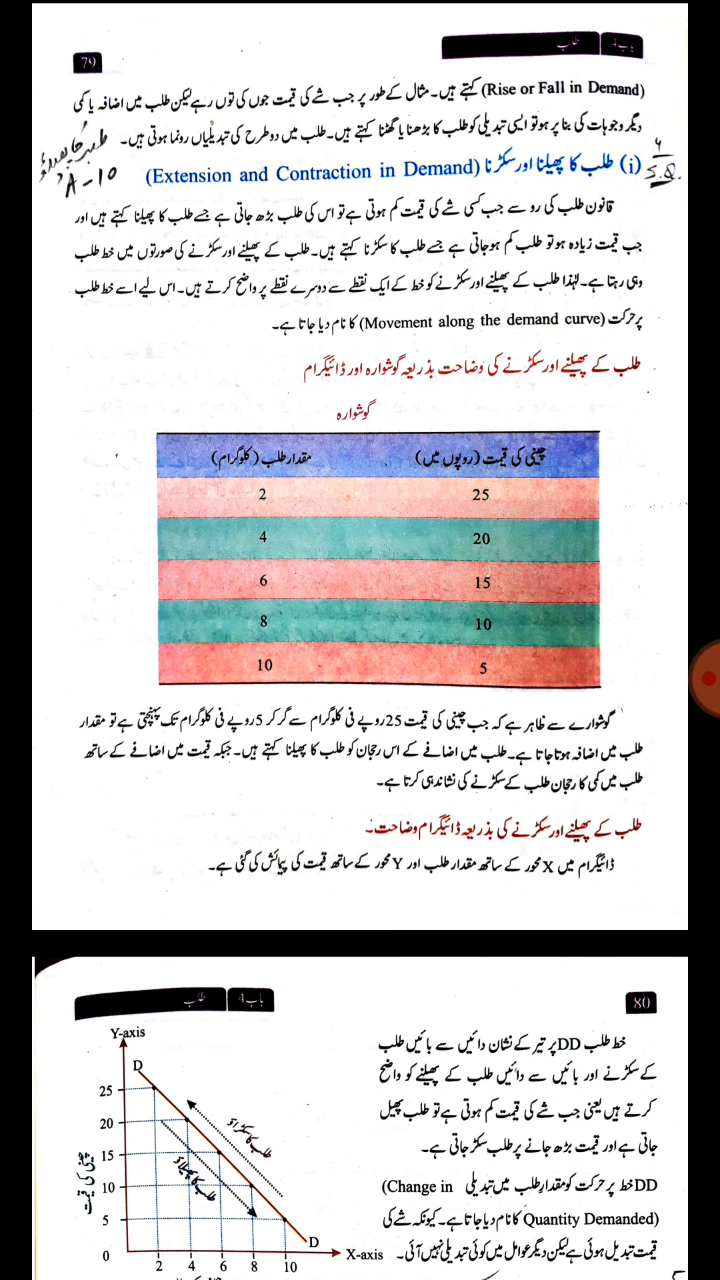 باب 4 طلب
79
(Rise or Fall in Demand) کہتے ہیں۔ مثال کے طور پر جب شے کی قیمت جوں کی توں رہے لیکن طلب میں اضافہ یا کمی
دیگر وجوہات کی بنا پر ہو تو ایسی تبدیلی کو طلب کا بڑھنا یا گھٹنا کہتے ہیں۔ طلب میں دو طرح کی تبدیلیاں رونما ہوتی ہیں۔
(i) طلب کا پھیلنا اور سکڑنا (Extension and Contraction in Demand)
S.Q.
A-10
قانون طلب کی رو سے جب کسی شے کی قیمت کم ہوتی ہے تو اس کی طلب بڑھ جاتی ہے جسے طلب کا پھیلنا کہتے ہیں اور
جب قیمت زیادہ ہو تو طلب کم ہو جاتی ہے جسے طلب کا سکڑنا کہتے ہیں۔ طلب کے پھیلنے اور سکڑنے کی صورتوں میں خط طلب
وہی رہتا ہے۔ لہٰذا طلب کے پھیلنے اور سکڑنے کو خط کے ایک نقطے سے دوسرے نقطے پر واضح کرتے ہیں۔ اس لیے اسے خط طلب
پر حرکت (Movement along the demand curve) کا نام دیا جاتا ہے۔
طلب کے پھیلنے اور سکڑنے کی وضاحت بذریعہ گوشوارہ اور ڈائیگرام
گوشوارہ
چینی کی قیمت (روپوں میں) مقدار طلب (کلوگرام)
25 2
20 4
15 6
10 8
5 10
گوشوارے سے ظاہر ہے کہ جب چینی کی قیمت 25 روپے فی کلوگرام سے گر کر 5 روپے فی کلوگرام تک پہنچتی ہے تو مقدار
طلب میں اضافہ ہوتا جاتا ہے۔ طلب میں اضافے کے اس رجحان کو طلب کا پھیلنا کہتے ہیں۔ جبکہ قیمت میں اضافے کے ساتھ
طلب میں کمی کا رجحان طلب کے سکڑنے کی نشاندہی کرتا ہے۔
طلب کے پھیلنے اور سکڑنے کی بذریعہ ڈائیگرام وضاحت۔
ڈائیگرام میں X محور کے ساتھ مقدار طلب اور Y محور کے ساتھ قیمت کی پیمائش کی گئی ہے۔
80
باب 4 طلب
خط طلب DD پر تیر کے نشان دائیں سے بائیں طلب
کے سکڑنے اور بائیں سے دائیں طلب کے پھیلنے کو واضح
کرتے ہیں یعنی جب شے کی قیمت کم ہوتی ہے تو طلب پھیل
جاتی ہے اور قیمت بڑھ جانے پر طلب سکڑ جاتی ہے۔
DD خط پر حرکت کو مقدار طلب میں تبدیلی (Change in
Quantity Demanded) کا نام دیا جاتا ہے۔ کیونکہ شے کی
قیمت تبدیل ہوئی ہے لیکن دیگر عوامل میں کوئی تبدیلی نہیں آئی۔
Y-axis
D
25
20
15
10
5
0
چینی کی قیمت
طلب کا سکڑاؤ
طلب کا پھیلاؤ
D
X-axis
2 4 6 8 10